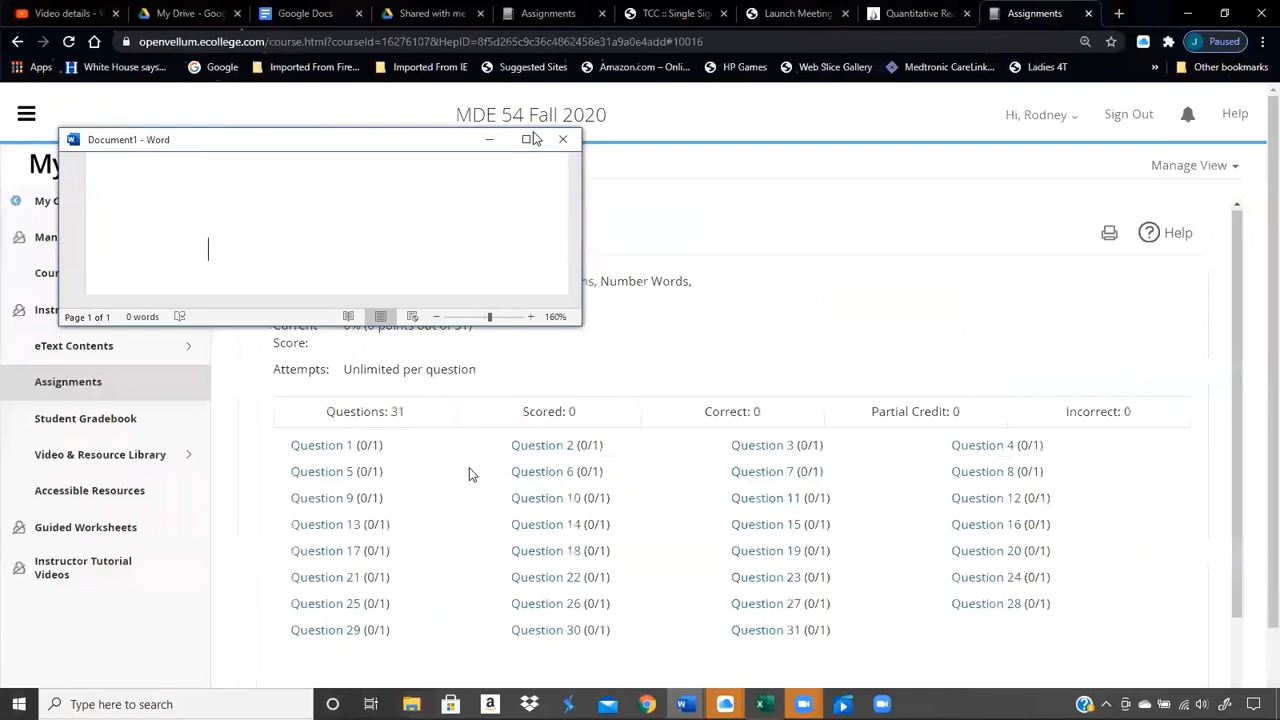 Video details - 
My Drive - Goog
Google Docs
Shared with me
Assignments
TCC :: Single Sign
Launch Meeting
Quantitative Rea
Assignments
openvellum.ecollege.com/course.html?courseId=16276107&HepID=8f5d265c9c36c4862458e31a9a0e4add#10016
Paused
Apps
White House says...
Google
Imported From Fire...
Imported From IE
Suggested Sites
Amazon.com – Onli...
HP Games
Web Slice Gallery
Medtronic CareLink...
Ladies 4T
»
Other bookmarks
MDE 54 Fall 2020
Hi, Rodney
Sign Out
Help
Document1 - Word
My
Manage View
My C
Man
Help
Cour
ns, Number Words,
Instr
Page 1 of 1
0 words
160%
Current
Score:
eText Contents
Attempts: Unlimited per question
Assignments
Questions: 31
Scored: 0
Correct: 0
Partial Credit: 0
Incorrect: 0
Student Gradebook
Question 1 (0/1)
Question 2 (0/1)
Question 3 (0/1)
Question 4 (0/1)
Video & Resource Library
Question 5 (0/1)
Question 6 (0/1)
Question 7 (0/1)
Question 8 (0/1)
Accessible Resources
Question 9 (0/1)
Question 10 (0/1)
Question 11 (0/1)
Question 12 (0/1)
Guided Worksheets
Question 13 (0/1)
Question 14 (0/1)
Question 15 (0/1)
Question 16 (0/1)
Instructor Tutorial
Videos
Question 17 (0/1)
Question 18 (0/1)
Question 19 (0/1)
Question 20 (0/1)
Question 21 (0/1)
Question 22 (0/1)
Question 23 (0/1)
Question 24 (0/1)
Question 25 (0/1)
Question 26 (0/1)
Question 27 (0/1)
Question 28 (0/1)
Question 29 (0/1)
Question 30 (0/1)
Question 31 (0/1)
Type here to search